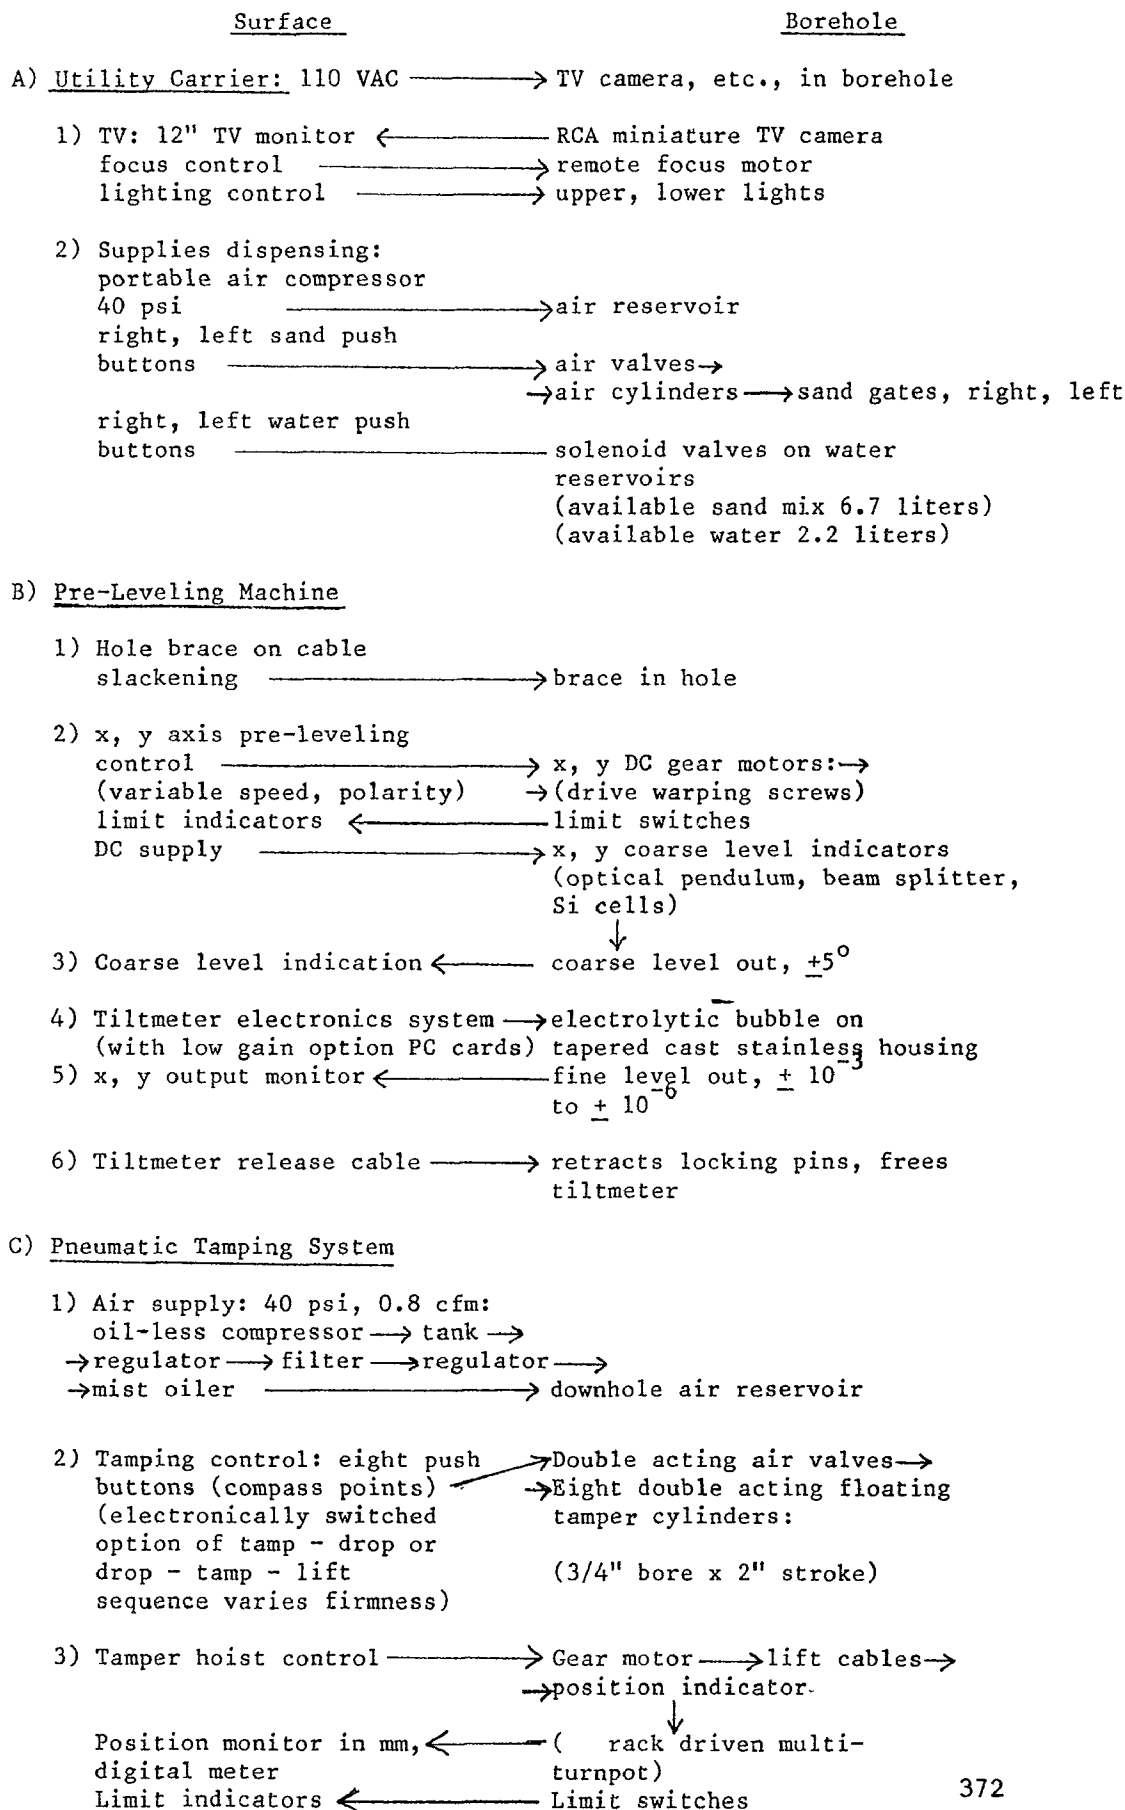 Surface Borehole
A) Utility Carrier: 110 VAC → TV camera, etc., in borehole
1) TV: 12" TV monitor ← RCA miniature TV camera
focus control → remote focus motor
lighting control → upper, lower lights
2) Supplies dispensing:
portable air compressor
40 psi → air reservoir
right, left sand push
buttons → air valves→
→air cylinders→sand gates, right, left
right, left water push
buttons — solenoid valves on water
reservoirs
(available sand mix 6.7 liters)
(available water 2.2 liters)
B) Pre-Leveling Machine
1) Hole brace on cable
slackening → brace in hole
2) x, y axis pre-leveling
control → x, y DC gear motors:→
(variable speed, polarity) →(drive warping screws)
limit indicators ← limit switches
DC supply → x, y coarse level indicators
(optical pendulum, beam splitter,
Si cells)
↓
3) Coarse level indication ← coarse level out, ±5°
4) Tiltmeter electronics system → electrolytic bubble on
(with low gain option PC cards) tapered cast stainless housing
5) x, y output monitor ← fine level out, ± 10⁻³
to ± 10⁻⁶
6) Tiltmeter release cable → retracts locking pins, frees
tiltmeter
C) Pneumatic Tamping System
1) Air supply: 40 psi, 0.8 cfm:
oil-less compressor → tank →
→regulator → filter → regulator →
→mist oiler → downhole air reservoir
2) Tamping control: eight push → Double acting air valves→
buttons (compass points) →Eight double acting floating
(electronically switched tamper cylinders:
option of tamp - drop or
drop - tamp - lift (3/4" bore x 2" stroke)
sequence varies firmness)
3) Tamper hoist control → Gear motor → lift cables→
→position indicator
↓
Position monitor in mm, ← ( rack driven multi-
digital meter turnpot)
Limit indicators ← Limit switches
372